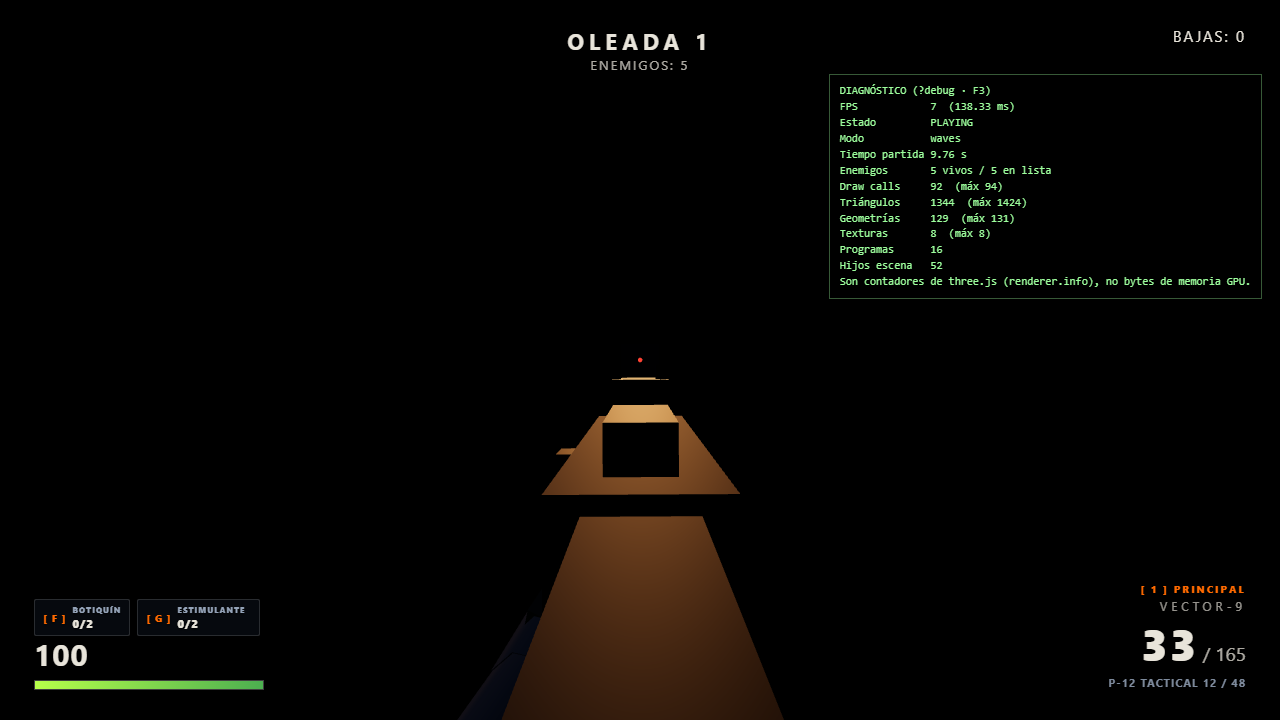 OLEADA 1
ENEMIGOS: 5
BAJAS: 0
DIAGNÓSTICO (?debug · F3)
FPS 7 (138.33 ms)
Estado PLAYING
Modo waves
Tiempo partida 9.76 s
Enemigos 5 vivos / 5 en lista
Draw calls 92 (máx 94)
Triángulos 1344 (máx 1424)
Geometrías 129 (máx 131)
Texturas 8 (máx 8)
Programas 16
Hijos escena 52
Son contadores de three.js (renderer.info), no bytes de memoria GPU.
[ F ] BOTIQUÍN 0/2
[ G ] ESTIMULANTE 0/2
100
[ 1 ] PRINCIPAL
VECTOR-9
33 / 165
P-12 TACTICAL 12 / 48